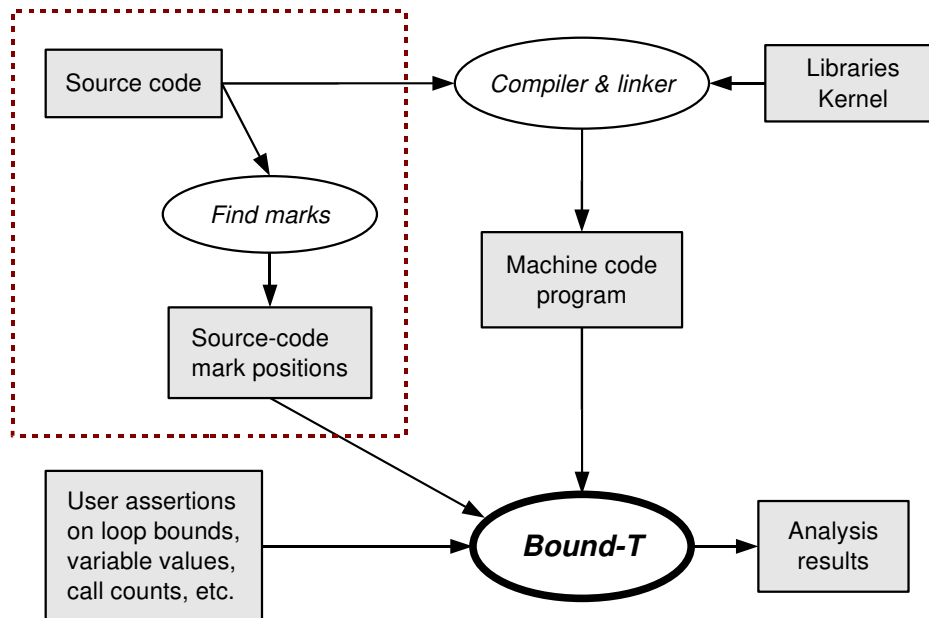 Source code
Compiler & linker
Libraries
Kernel
Find marks
Machine code
program
Source-code
mark positions
User assertions
on loop bounds,
variable values,
call counts, etc.
Bound-T
Analysis
results